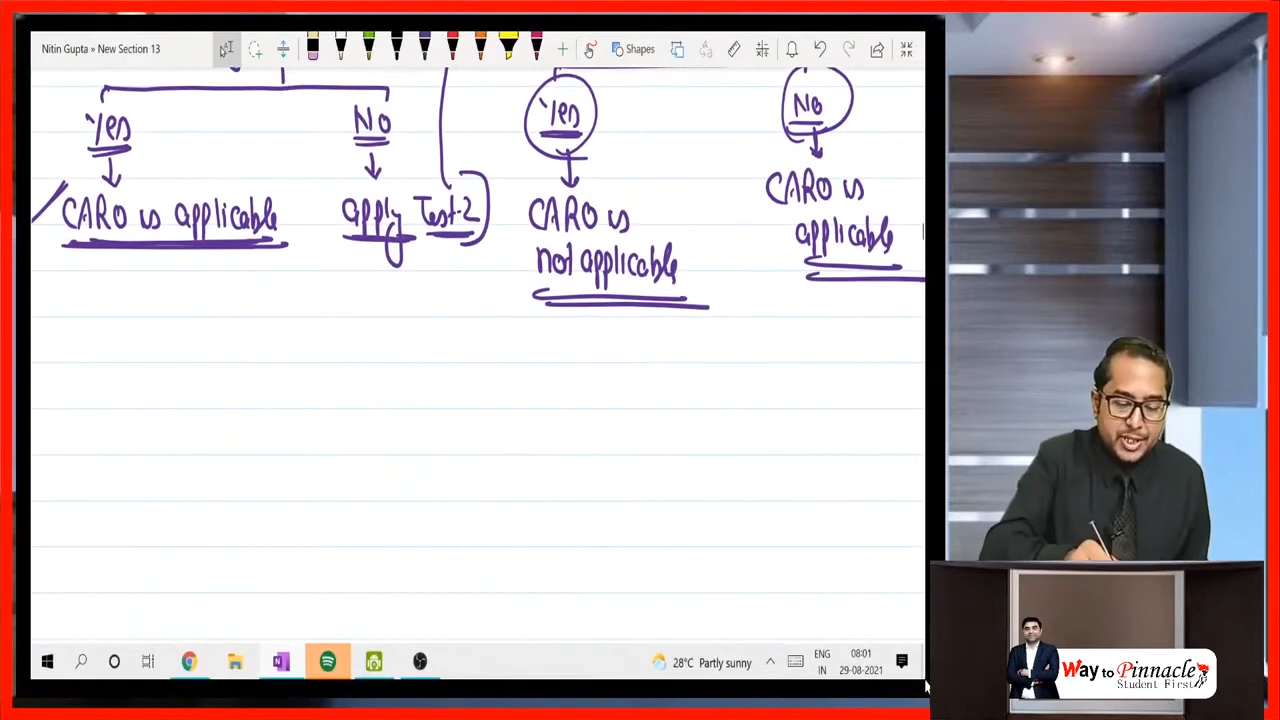 Nitin Gupta » New Section 13
Shapes
Yes
No
Yes
No
CARO is applicable
apply Test-2
CARO is
not applicable
CARO is
applicable
28°C Partly sunny
ENG
IN
08:01
29-08-2021
Way to Pinnacle
Student First